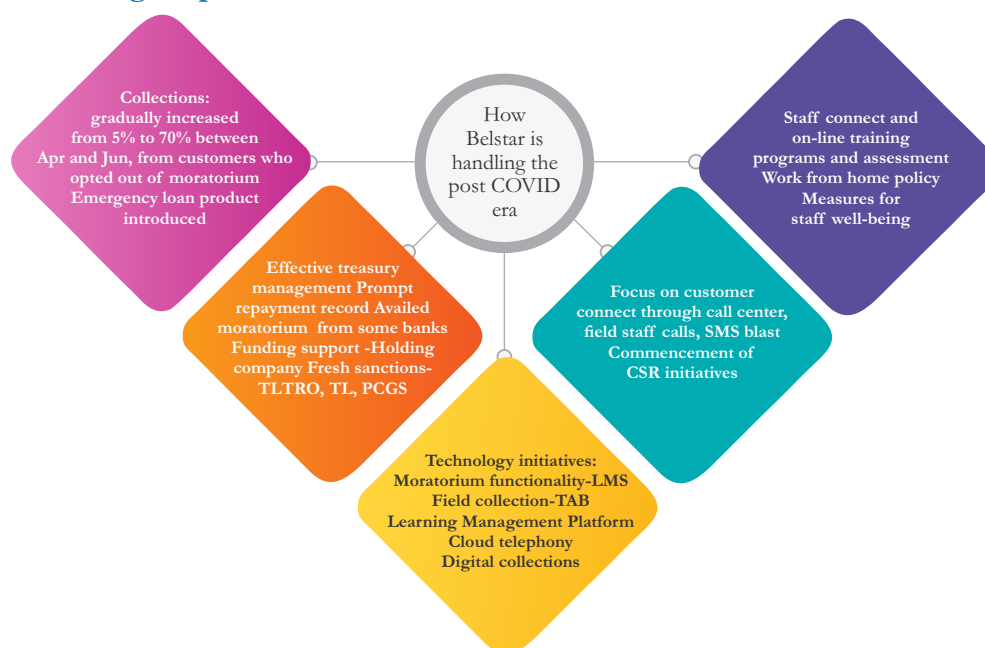 How
Belstar is
handling the
post COVID
era
Collections:
gradually increased
from 5% to 70% between
Apr and Jun, from customers who
opted out of moratorium
Emergency loan product
introduced
Effective treasury
management Prompt
repayment record Availed
moratorium from some banks
Funding support -Holding
company Fresh sanctions-
TLTRO, TL, PCGS
Technology initiatives:
Moratorium functionality-LMS
Field collection-TAB
Learning Management Platform
Cloud telephony
Digital collections
Focus on customer
connect through call center,
field staff calls, SMS blast
Commencement of
CSR initiatives
Staff connect and
on-line training
programs and assessment
Work from home policy
Measures for
staff well-being